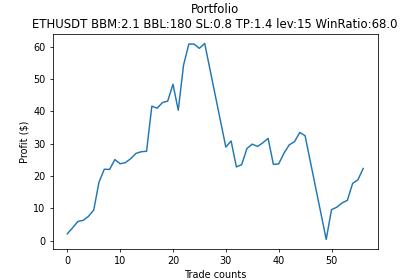 Portfolio
ETHUSDT BBM:2.1 BBL:180 SL:0.8 TP:1.4 lev:15 WinRatio:68.0
Profit ($)
60
50
40
30
20
10
0
0 10 20 30 40 50
Trade counts